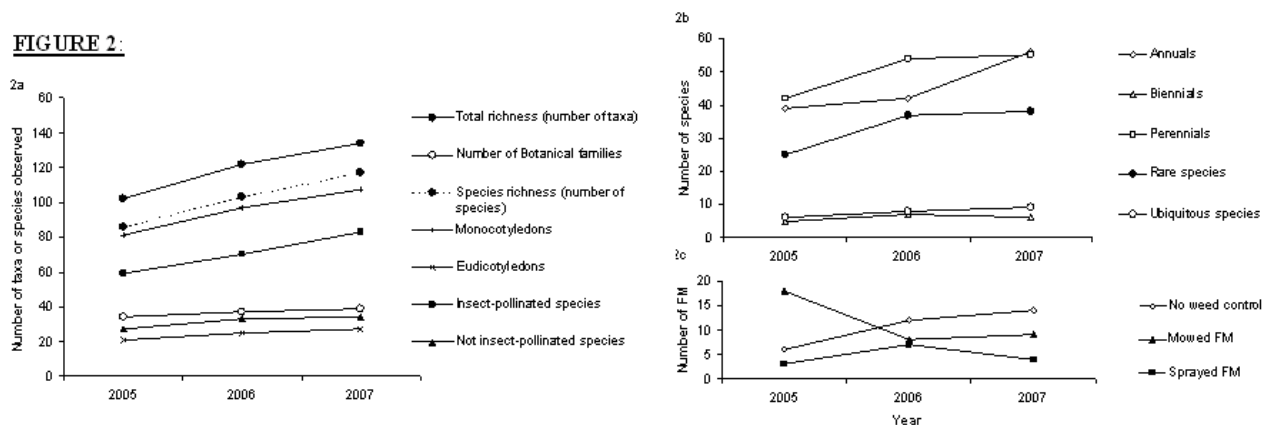 FIGURE 2:
2a
Number of taxa or species observed
60
140
120
100
80
60
40
20
0
2005
2006
2007
Total richness (number of taxa)
Number of Botanical families
Species richness (number of
species)
Monocotyledons
Eudicotyledons
Insect-pollinated species
Not insect-pollinated species
2b
Number of species
60
50
40
30
20
10
0
2005
2006
2007
Annuals
Biennials
Perennials
Rare species
Ubiquitous species
2c
Number of FM
20
15
10
5
0
2005
2006
2007
Year
No weed control
Mowed FM
Sprayed FM